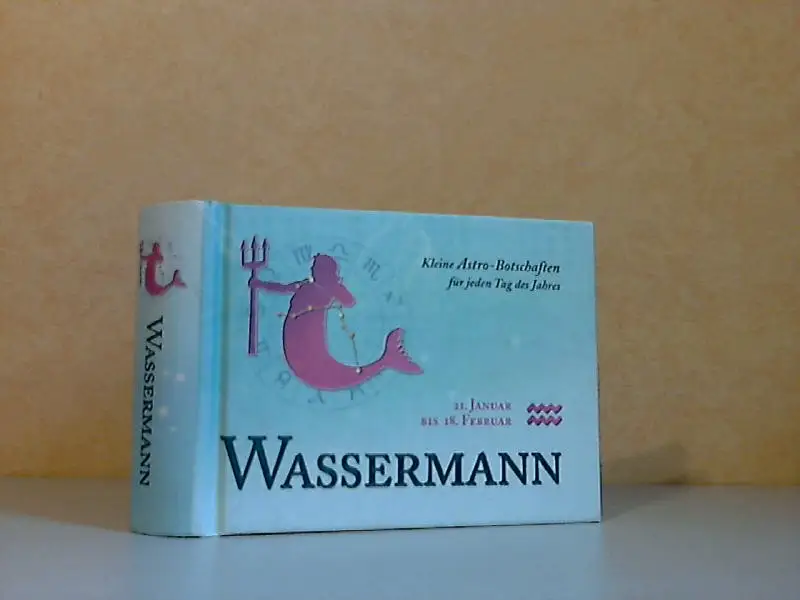 WASSERMANN
Kleine Astro-Botschaften
für jeden Tag des Jahres
21. JANUAR
BIS 18. FEBRUAR
WASSERMANN